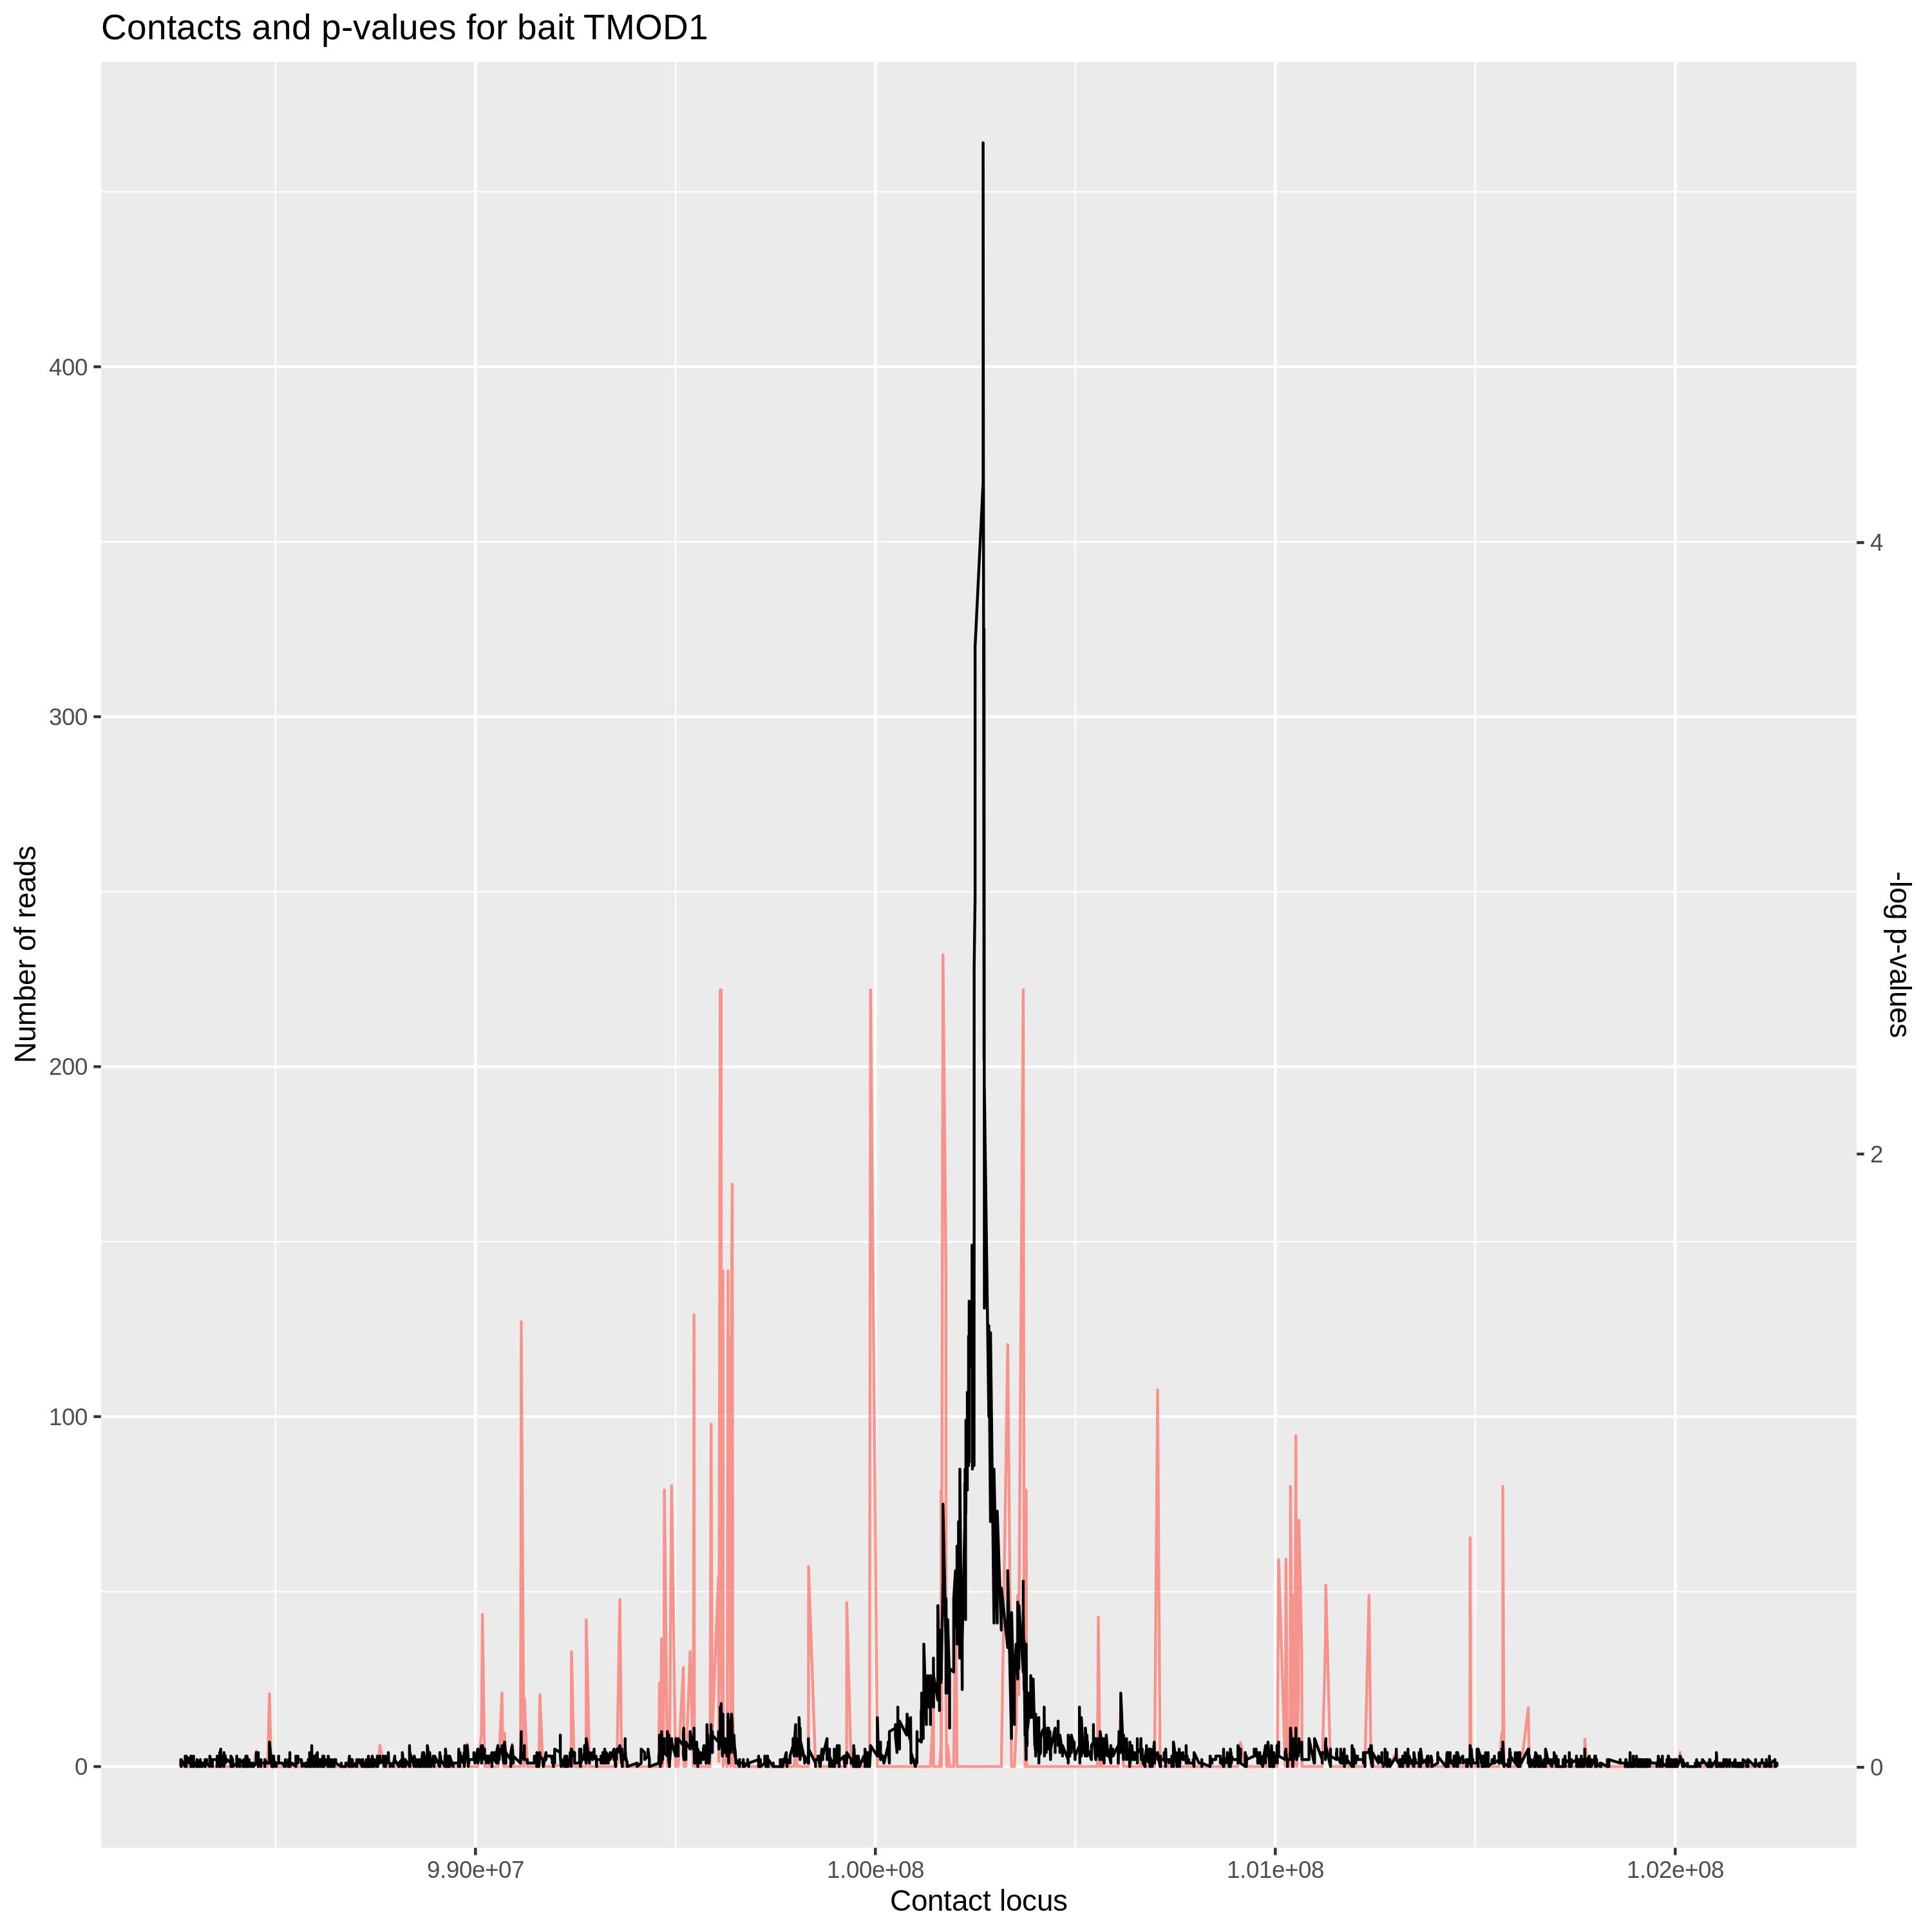 Contacts and p-values for bait TMOD1
400
300
200
100
0
Number of reads
4
2
0
-log p-values
9.90e+07
1.00e+08
1.01e+08
1.02e+08
Contact locus